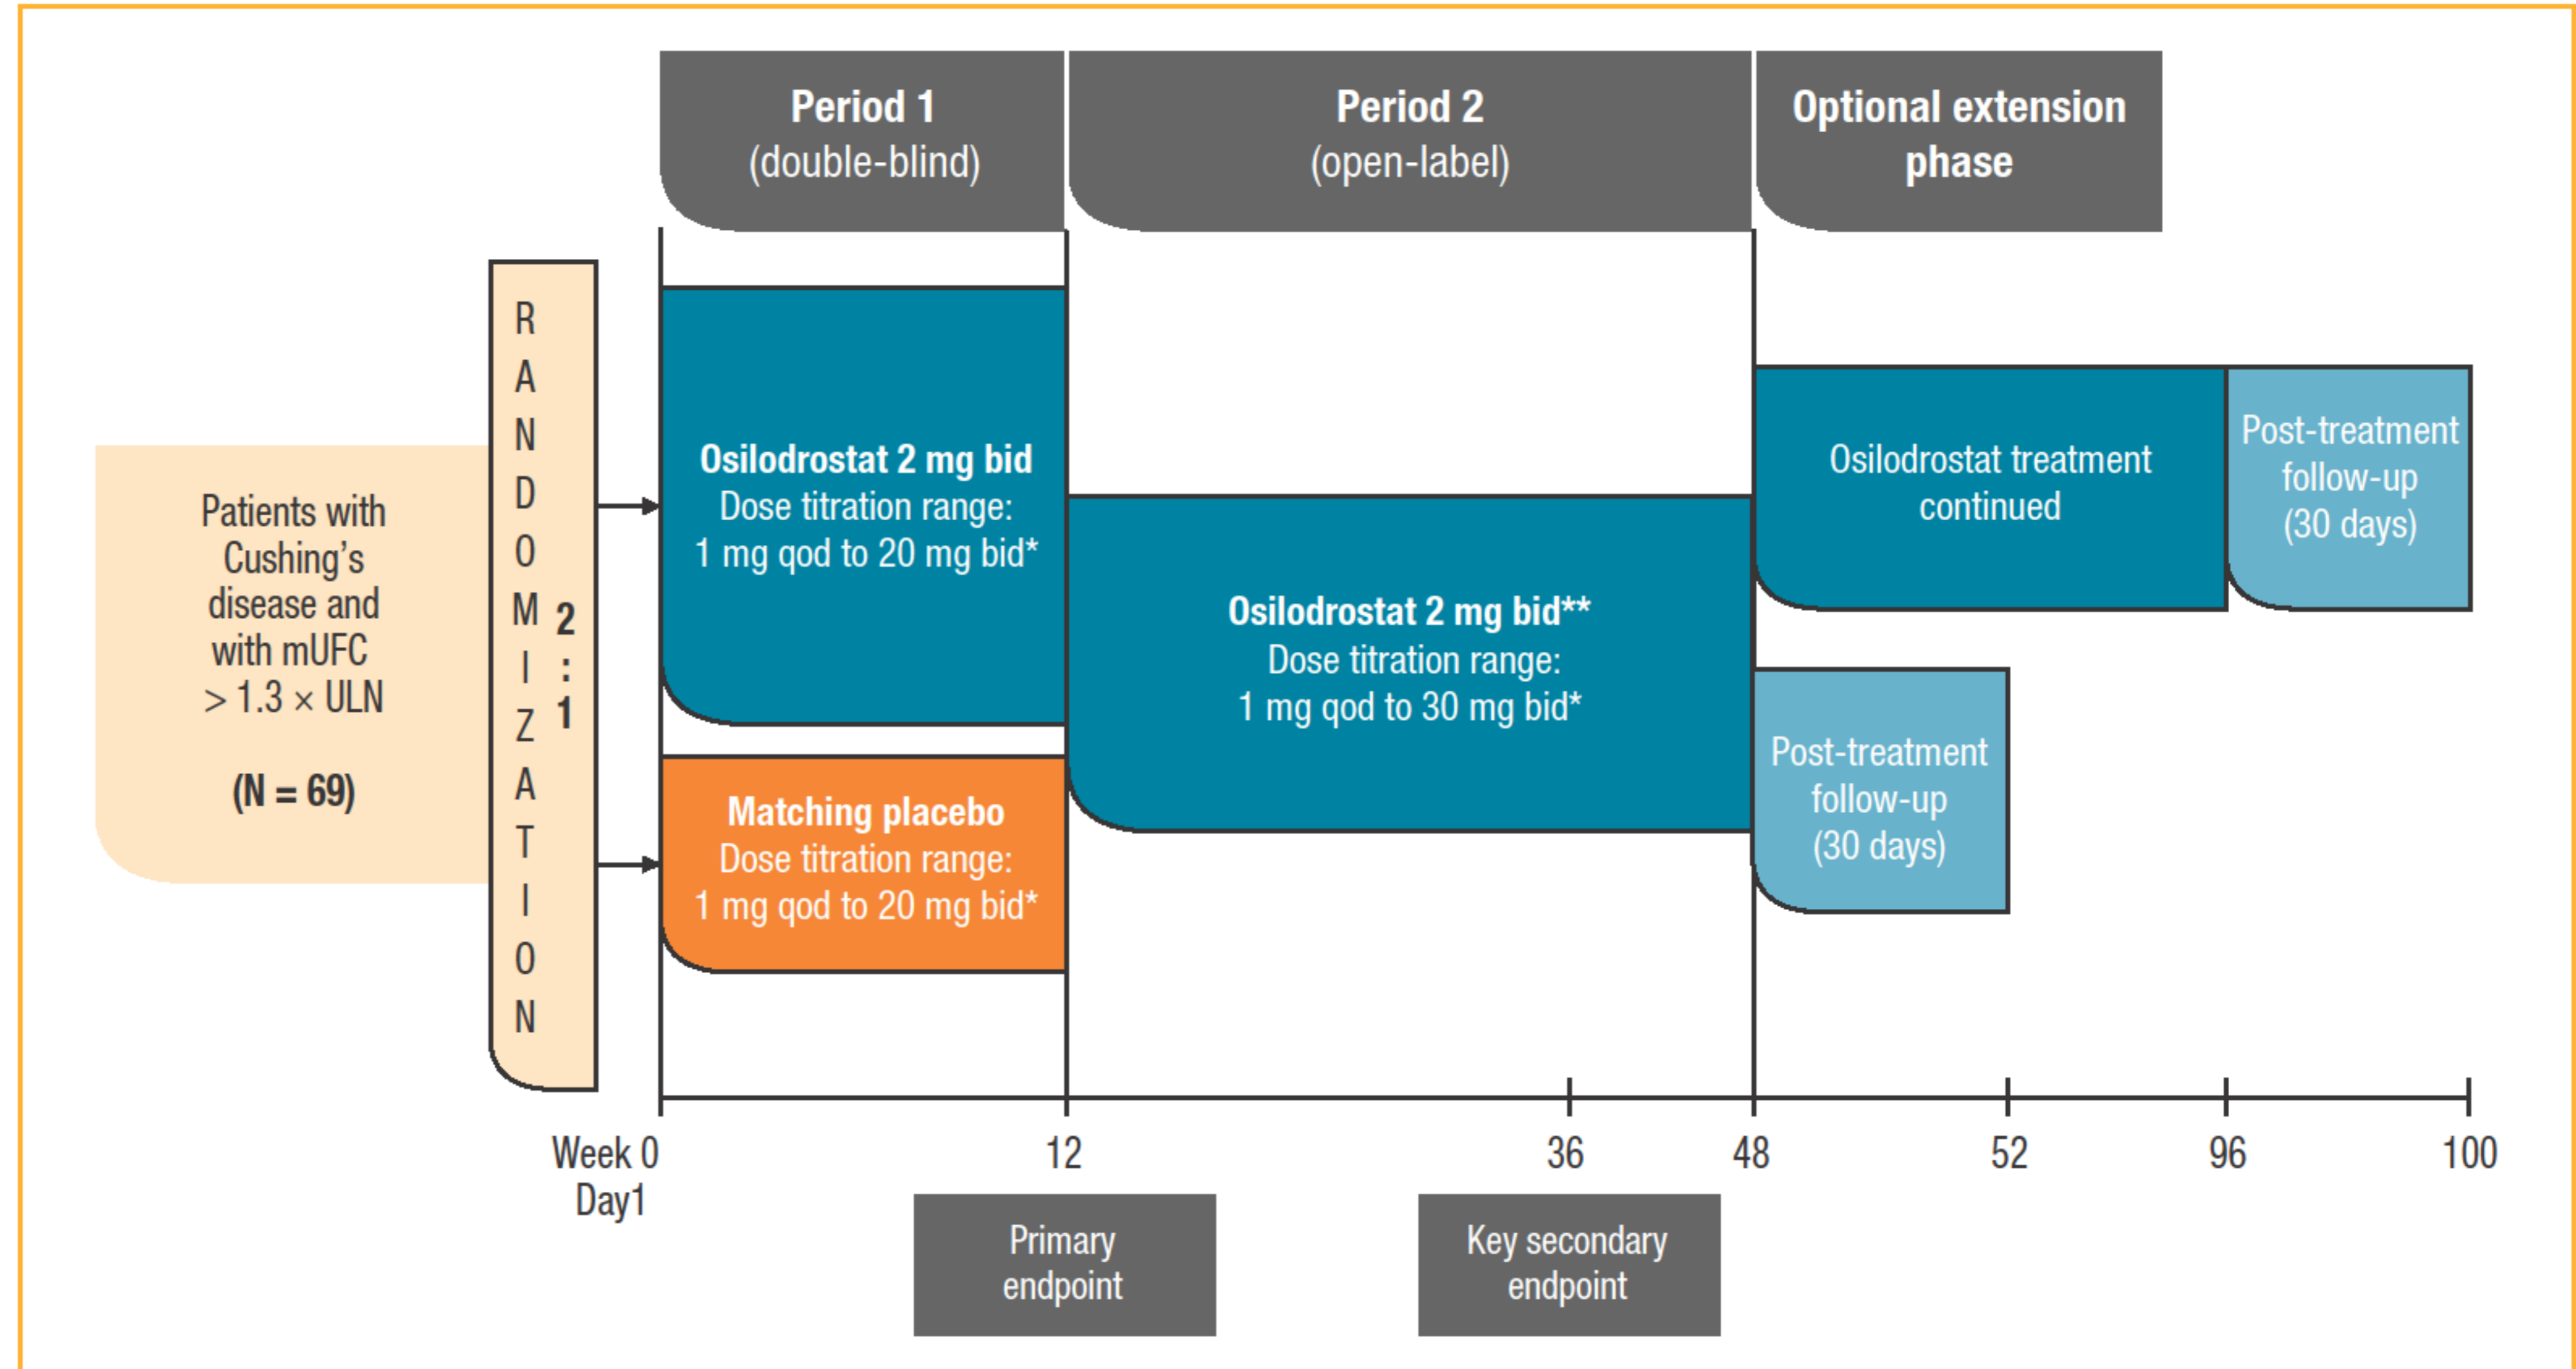 Period 1
(double-blind)
Period 2
(open-label)
Optional extension
phase
Patients with
Cushing's
disease and
with mUFC
> 1.3 × ULN
(N = 69)
R
A
N
D
O
M
I
Z
A
T
I
O
N
2
:
1
Osilodrostat 2 mg bid
Dose titration range:
1 mg qod to 20 mg bid*
Matching placebo
Dose titration range:
1 mg qod to 20 mg bid*
Osilodrostat 2 mg bid**
Dose titration range:
1 mg qod to 30 mg bid*
Osilodrostat treatment
continued
Post-treatment
follow-up
(30 days)
Post-treatment
follow-up
(30 days)
Week 0 12 36 48 52 96 100
Day1
Primary
endpoint
Key secondary
endpoint